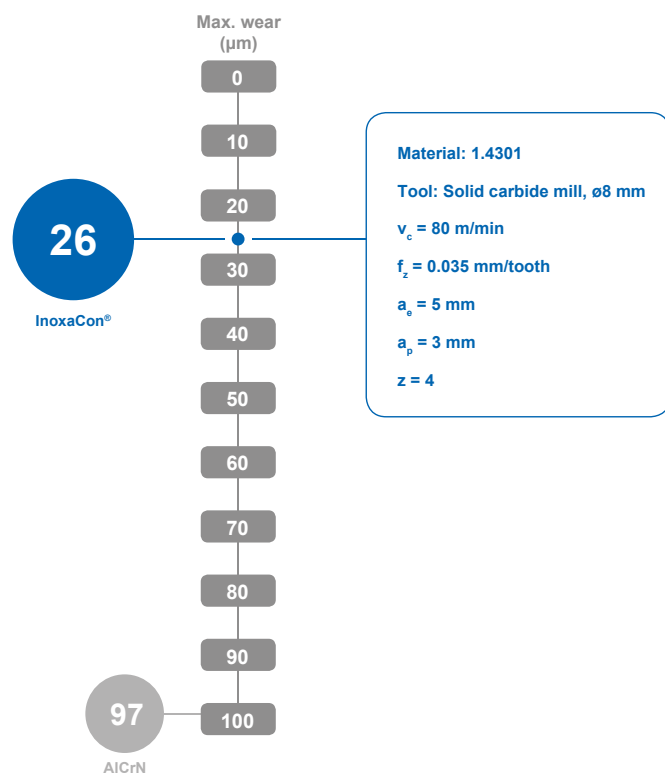 Max. wear
(µm)
0
10
20
26
30
InoxaCon®
40
50
60
70
80
90
97
100
AlCrN
Material: 1.4301
Tool: Solid carbide mill, ø8 mm
vc = 80 m/min
fz = 0.035 mm/tooth
ae = 5 mm
ap = 3 mm
z = 4